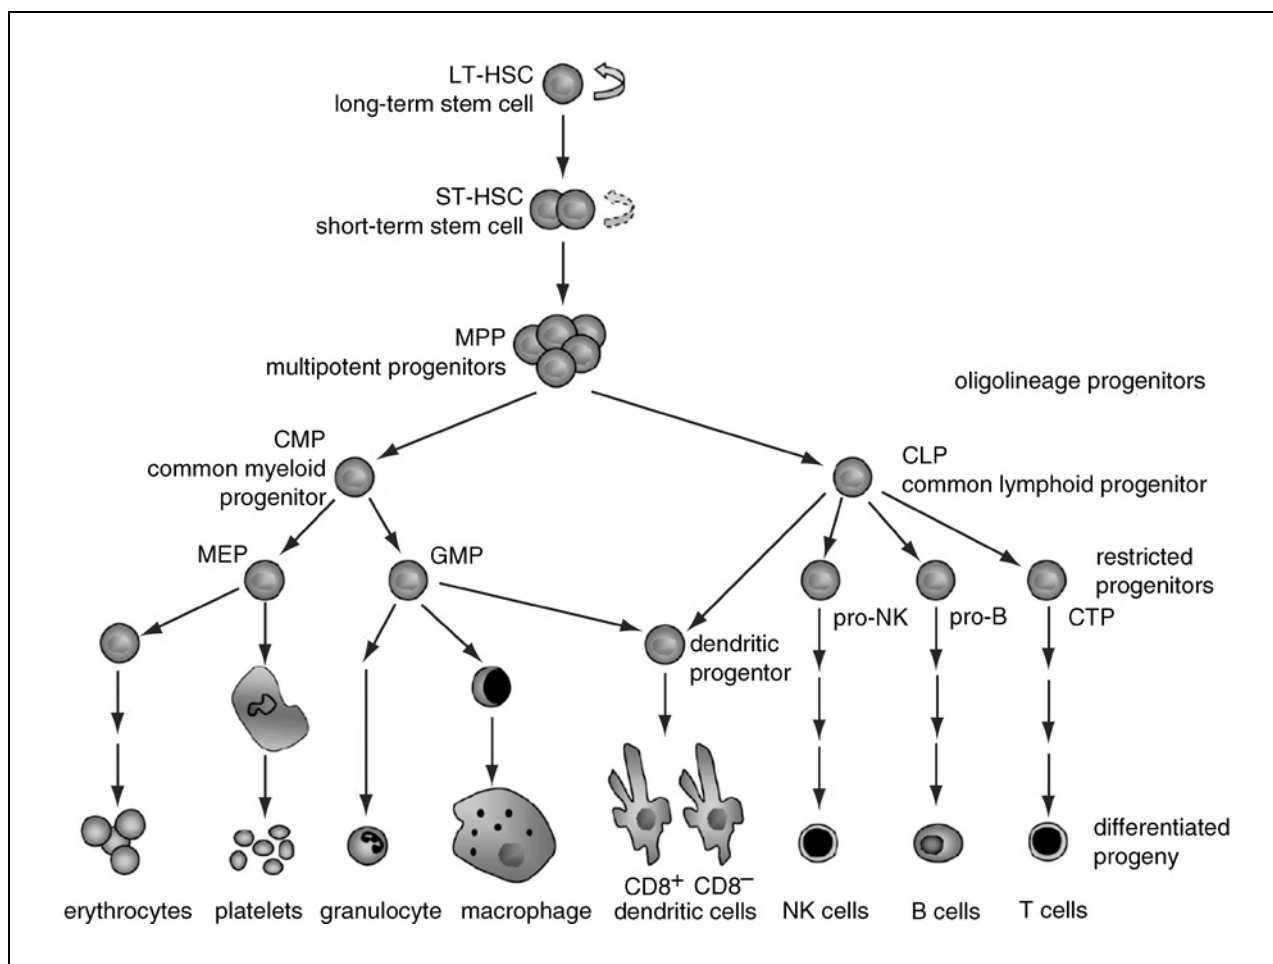 LT-HSC
long-term stem cell
ST-HSC
short-term stem cell
MPP
multipotent progenitors
oligolineage progenitors
CMP
common myeloid
progenitor
CLP
common lymphoid progenitor
MEP
GMP
restricted
progenitors
pro-NK
pro-B
CTP
dendritic
progentor
differentiated
progeny
CD8+ CD8−
erythrocytes
platelets
granulocyte
macrophage
dendritic cells
NK cells
B cells
T cells